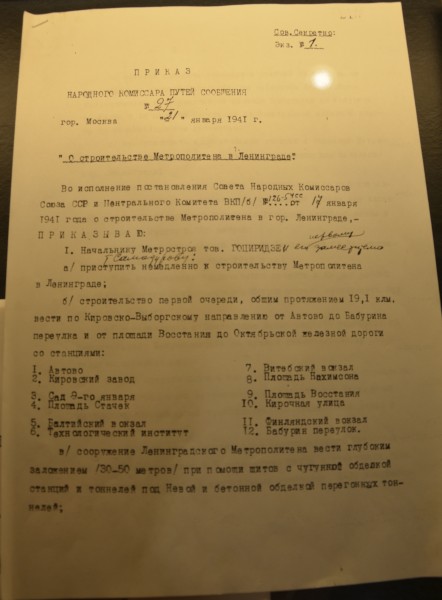 Сов.Секретно:
Экз. № 1.
ПРИКАЗ
НАРОДНОГО КОМИССАРА ПУТЕЙ СООБЩЕНИЯ
№ 27
гор. Москва "21" января 1941 г.
"О строительстве Метрополитена в Ленинграде"
Во исполнение постановления Совета Народных Комиссаров
Союза ССР и Центрального Комитета ВКП/б/ № от 17 января
1941 года о строительстве Метрополитена в гор. Ленинграде,-
ПРИКАЗЫВАЮ:
I. Начальнику Метростроя тов. ГОЦИРИДЗЕ и его заместителю
первому
т. Самодурову:
а/ приступить немедленно к строительству Метрополитена
в Ленинграде;
б/ строительство первой очереди, общим протяжением 19,1 клм.
вести по Кировско-Выборгскому направлению от Автово до Бабурина
переулка и от площади Восстания до Октябрьской железной дороги
со станциями:
1. Автово
2. Кировский завод
3. Сад 9-го января
4. Площадь Стачек
5. Балтийский вокзал
6. Технологический институт
7. Витебский вокзал
8. Площадь Нахимсона
9. Площадь Восстания
10. Кирочная улица
11. Финляндский вокзал
12. Бабурин переулок.
в/ сооружение Ленинградского Метрополитена вести глубоким
заложением /30-50 метров/ при помощи щитов с чугунной обделкой
станций и тоннелей под Невой и бетонной обделкой перегонных тон-
нелей;